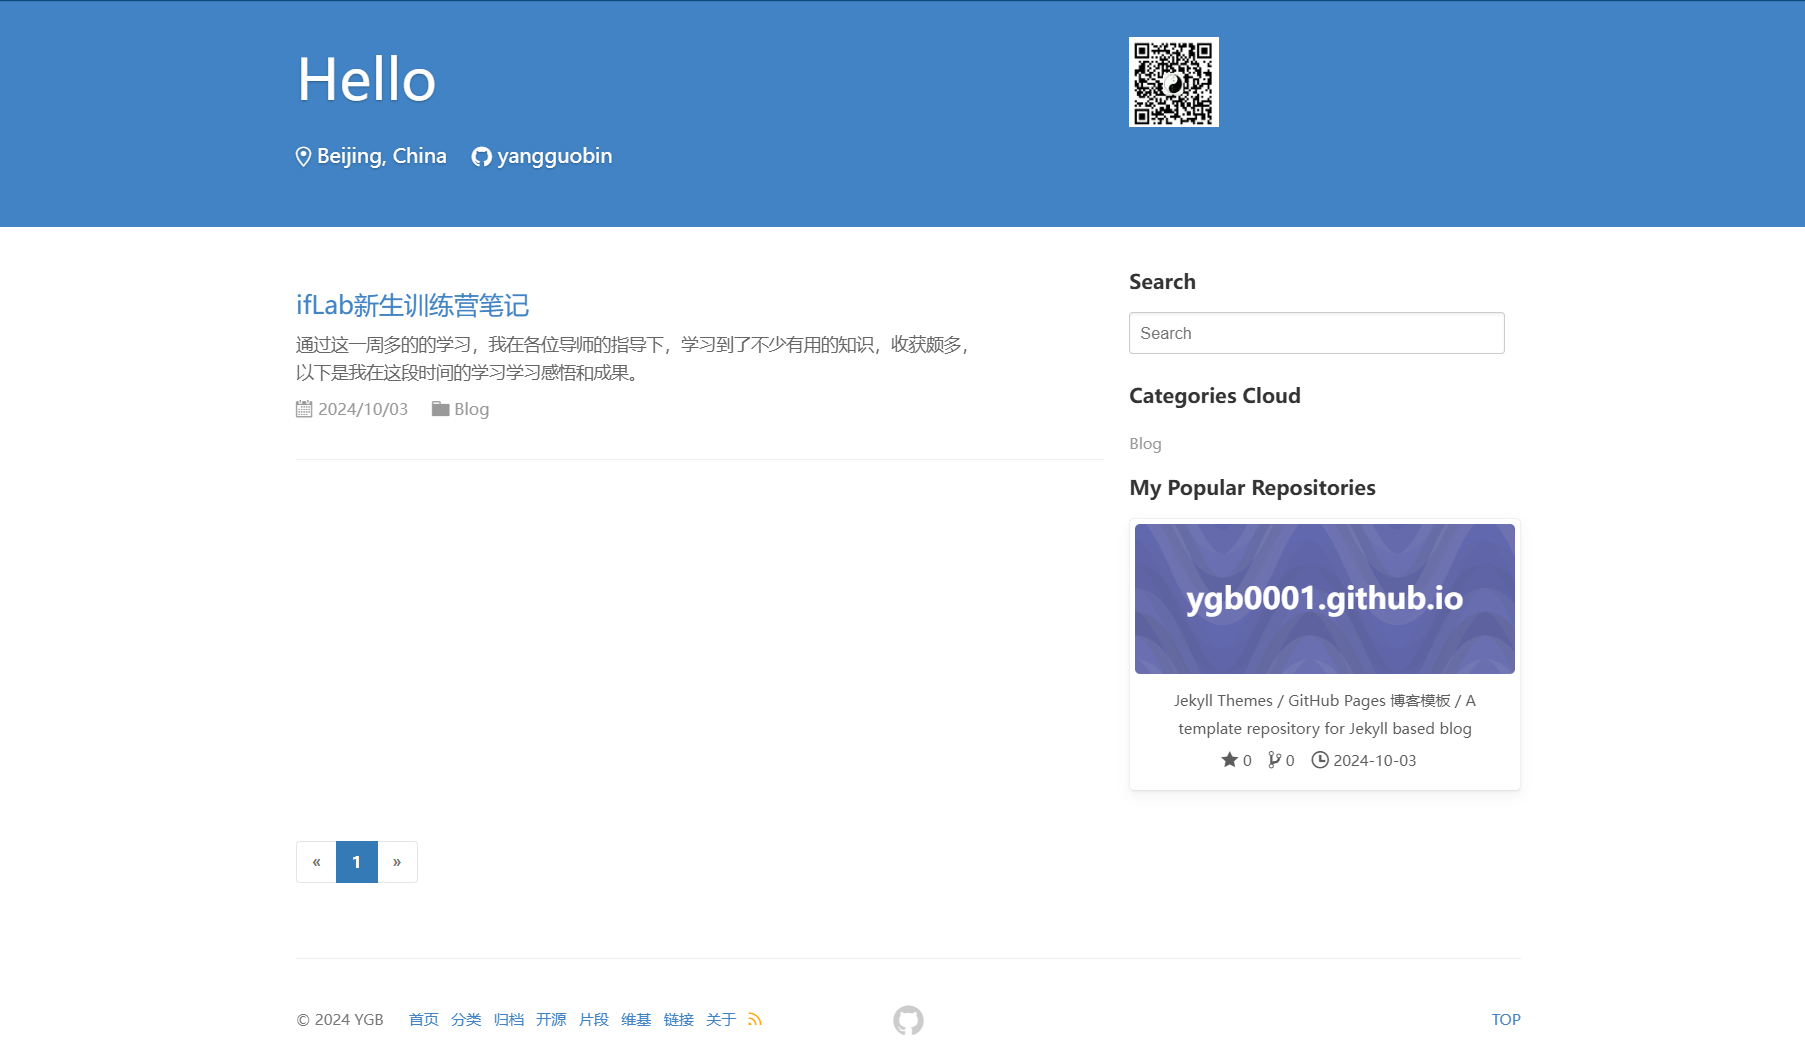 Hello
Beijing, China yangguobin
ifLab新生训练营笔记
通过这一周多的的学习，我在各位导师的指导下，学习到了不少有用的知识，收获颇多，
以下是我在这段时间的学习学习感悟和成果。
2024/10/03 Blog
Search
Search
Categories Cloud
Blog
My Popular Repositories
ygb0001.github.io
Jekyll Themes / GitHub Pages 博客模板 / A
template repository for Jekyll based blog
0 0 2024-10-03
« 1 »
© 2024 YGB 首页 分类 归档 开源 片段 维基 链接 关于 TOP